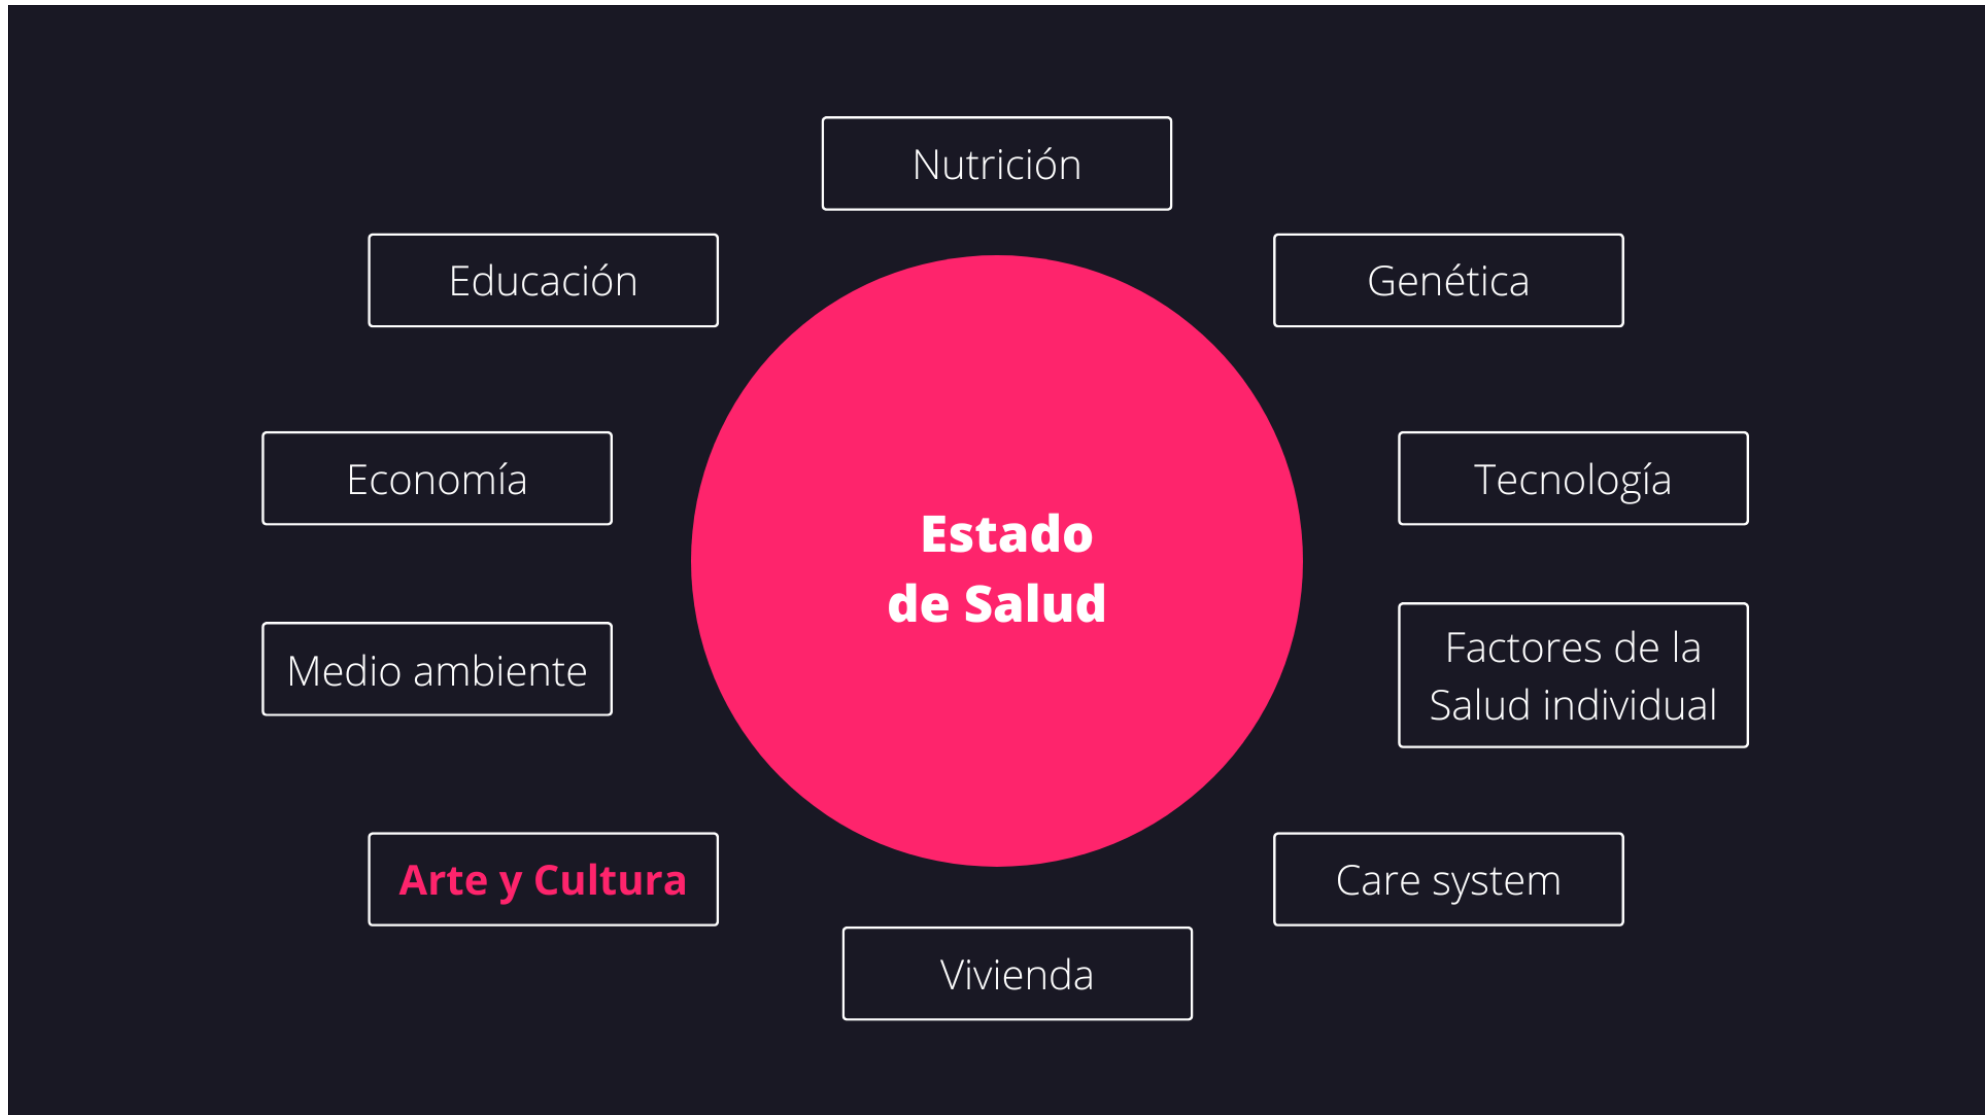 Nutrición
Educación
Genética
Economía
Tecnología
Estado
de Salud
Medio ambiente
Factores de la
Salud individual
Arte y Cultura
Care system
Vivienda